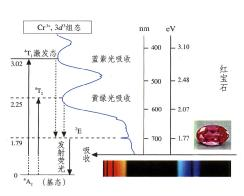 Cr³⁺, 3d³组态
nm eV
⁴T₁激发态
3.02
蓝紫光吸收
400 3.10
⁴T₂
2.25
黄绿光吸收
500 2.48
600 2.07
²E
1.79
700 1.77
发射荧光
吸收
红宝石
0
⁴A₂ (基态)